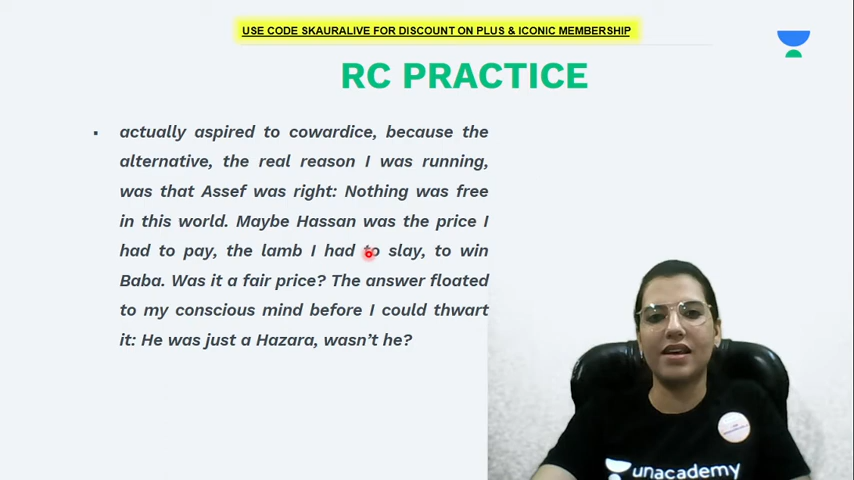 USE CODE SKAURALIVE FOR DISCOUNT ON PLUS & ICONIC MEMBERSHIP
RC PRACTICE
▪ actually aspired to cowardice, because the
alternative, the real reason I was running,
was that Assef was right: Nothing was free
in this world. Maybe Hassan was the price I
had to pay, the lamb I had to slay, to win
Baba. Was it a fair price? The answer floated
to my conscious mind before I could thwart
it: He was just a Hazara, wasn’t he?
unacademy